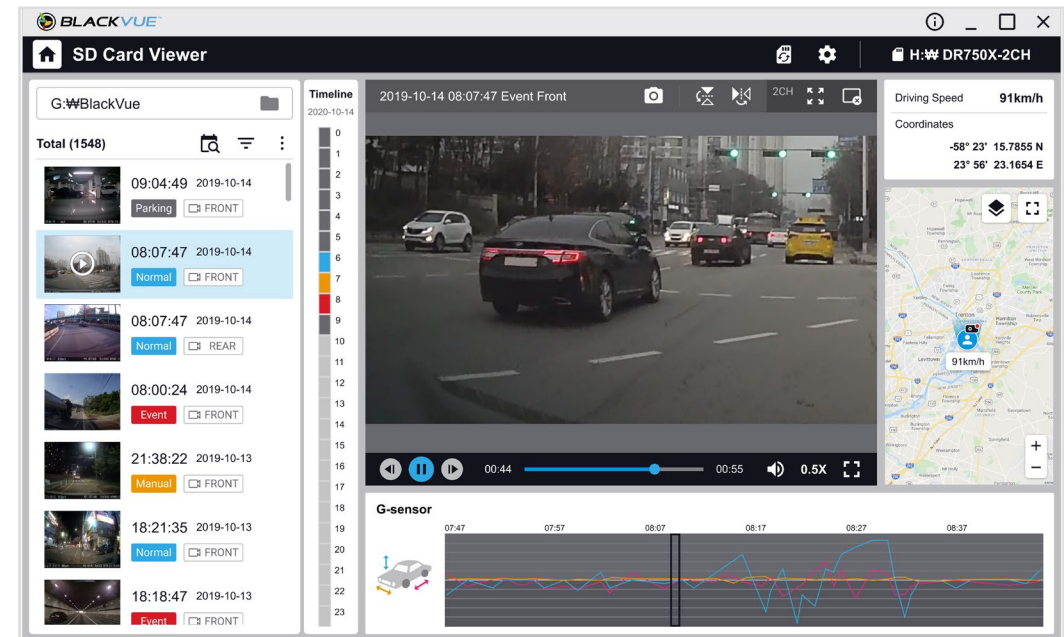 BLACKVUE
SD Card Viewer
H:₩ DR750X-2CH
G:₩BlackVue
Total (1548)
09:04:49 2019-10-14
Parking FRONT
08:07:47 2019-10-14
Normal FRONT
08:07:47 2019-10-14
Normal REAR
08:00:24 2019-10-14
Event FRONT
21:38:22 2019-10-13
Manual FRONT
18:21:35 2019-10-13
Normal FRONT
18:18:47 2019-10-13
Event FRONT
Timeline
2020-10-14
0
1
2
3
4
5
6
7
8
9
10
11
12
13
14
15
16
17
18
19
20
21
22
23
2019-10-14 08:07:47 Event Front
2CH
00:44
00:55
0.5X
G-sensor
07:47 07:57 08:07 08:17 08:27 08:37
Driving Speed 91km/h
Coordinates
-58° 23' 15.7855 N
23° 56' 23.1654 E
Trenton
Hamilton
Township
Levittown
91km/h
+
−